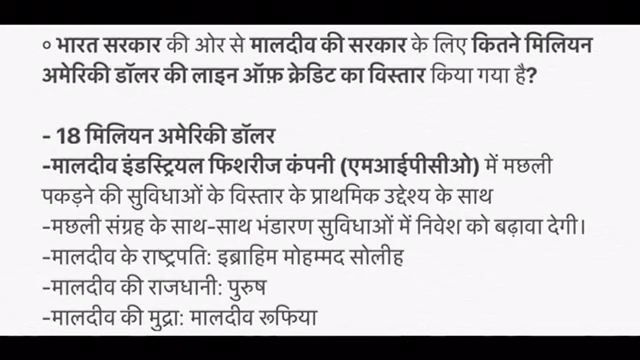 ॰ भारत सरकार की ओर से मालदीव की सरकार के लिए कितने मिलियन
अमेरिकी डॉलर की लाइन ऑफ़ क्रेडिट का विस्तार किया गया है?
- 18 मिलियन अमेरिकी डॉलर
-मालदीव इंडस्ट्रियल फिशरीज कंपनी (एमआईपीसीओ) में मछली
पकड़ने की सुविधाओं के विस्तार के प्राथमिक उद्देश्य के साथ
-मछली संग्रह के साथ-साथ भंडारण सुविधाओं में निवेश को बढ़ावा देगी।
-मालदीव के राष्ट्रपति: इब्राहिम मोहम्मद सोलीह
-मालदीव की राजधानी: पुरुष
-मालदीव की मुद्रा: मालदीव रूफिया